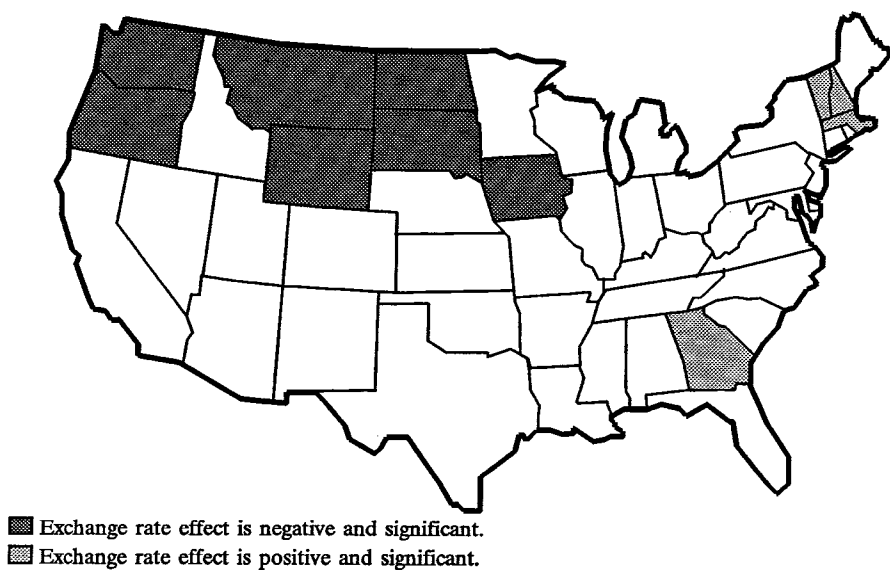 Exchange rate effect is negative and significant.
Exchange rate effect is positive and significant.